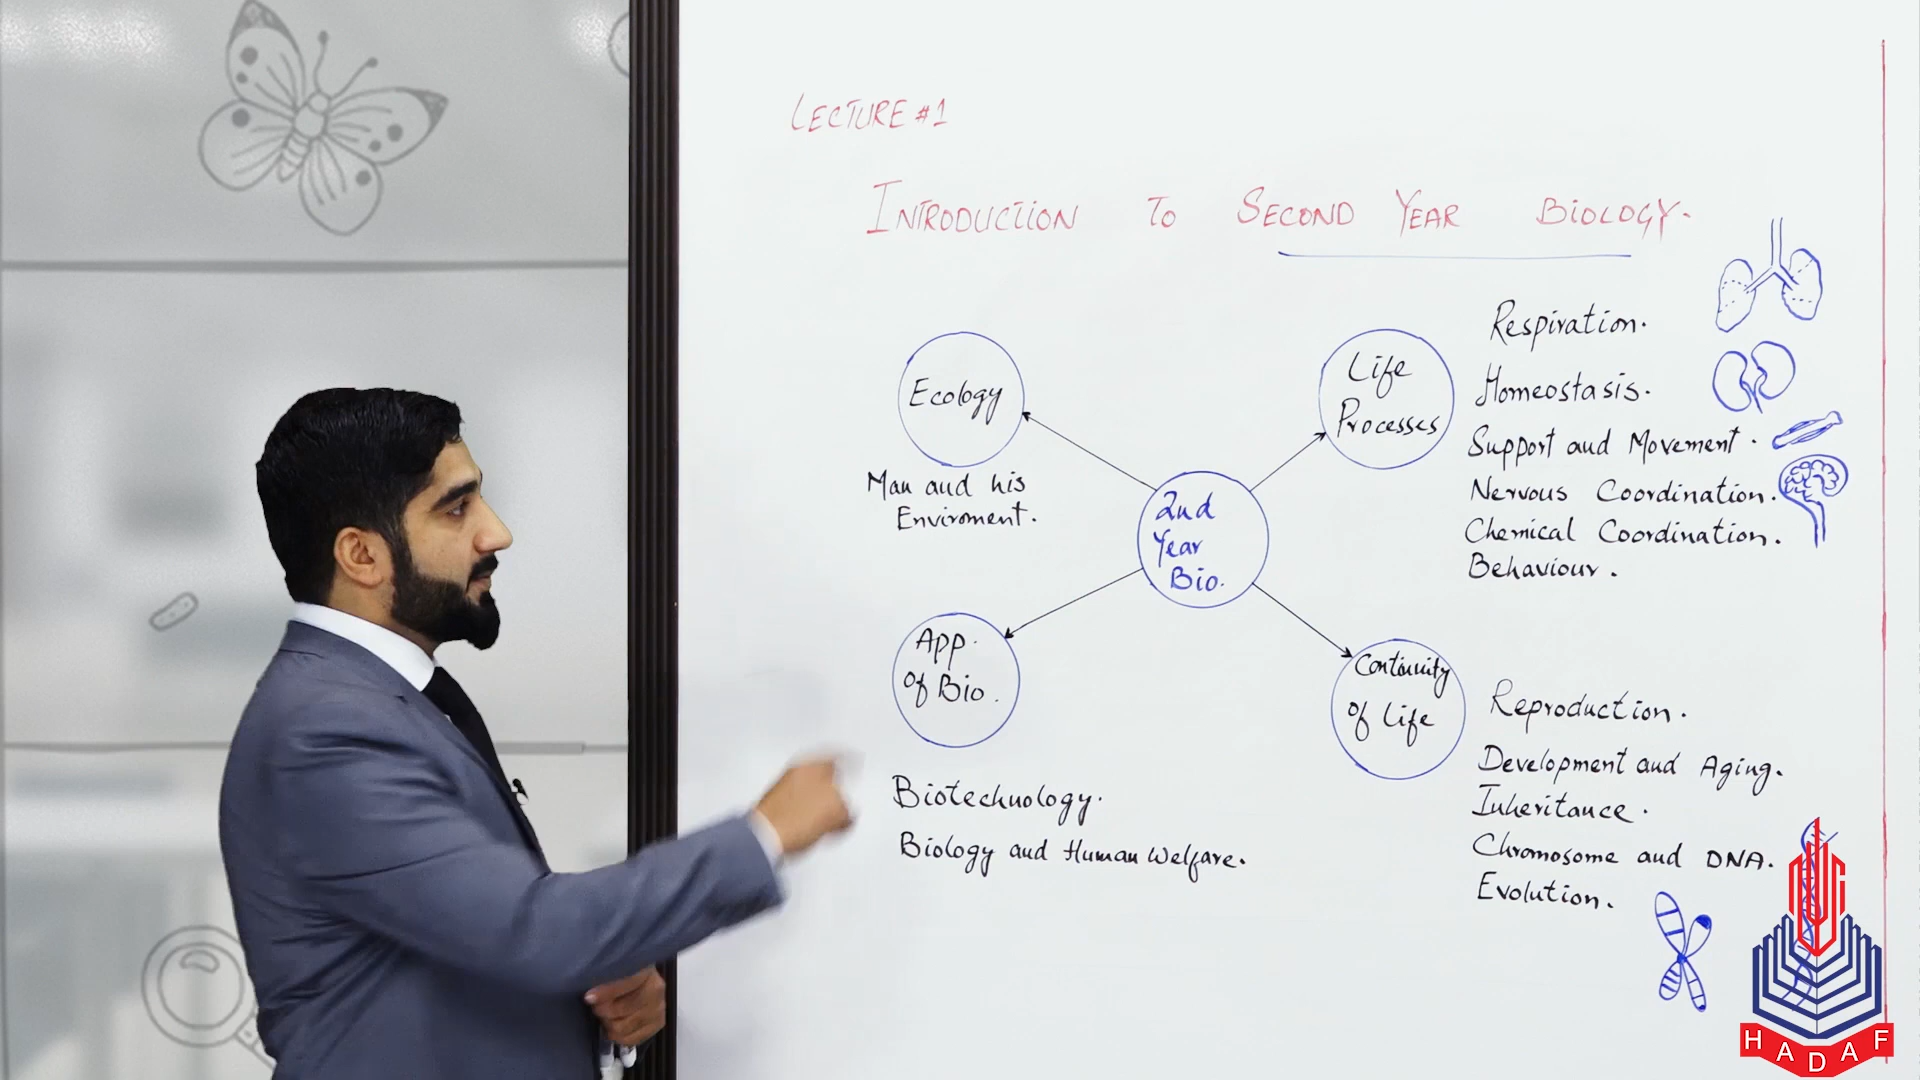 LECTURE #1
INTRODUCTION TO SECOND YEAR BIOLOGY.
Ecology
Man and his
Enviroment.
Life
Processes
Respiration.
Homeostasis.
Support and Movement.
Nervous Coordination.
Chemical Coordination.
Behaviour.
2nd
Year
Bio.
App.
Of Bio.
Biotechnology.
Biology and Human Welfare.
Continuity
Of Life
Reproduction.
Development and Aging.
Inheritance.
Chromosome and DNA.
Evolution.
HADAF